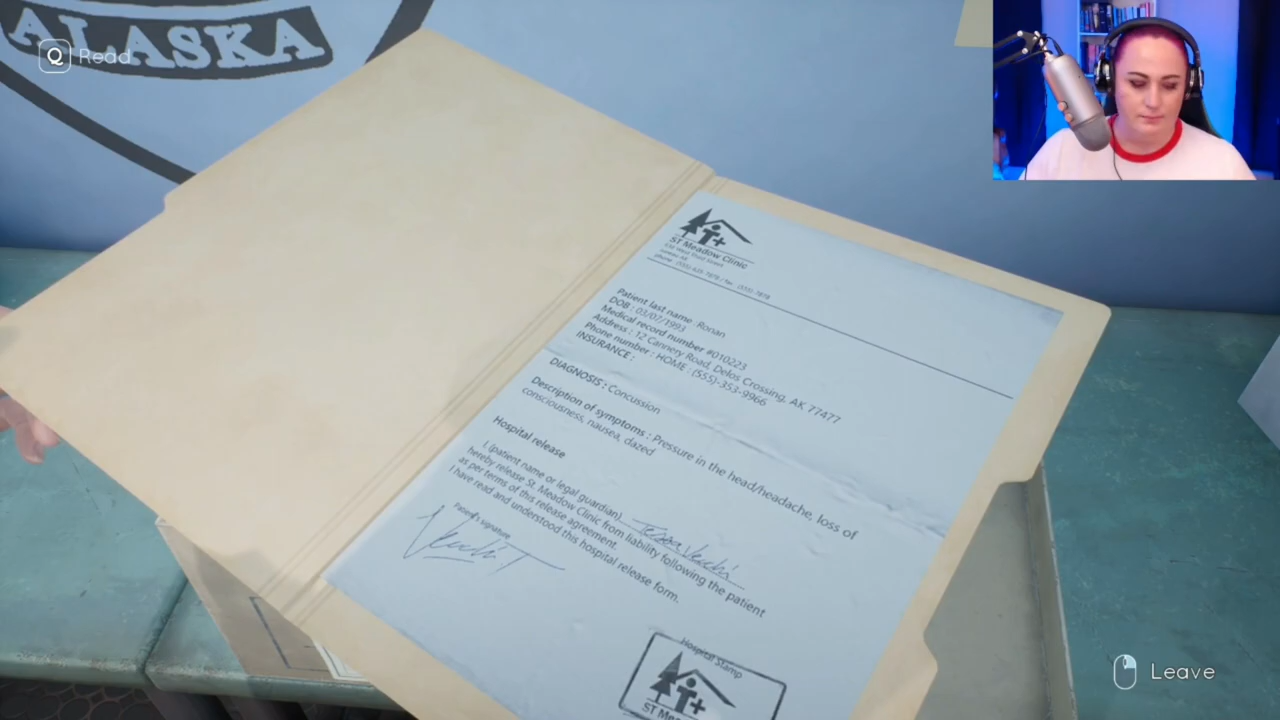 ALASKA
Q Read
ST Meadow Clinic
Patient last name : Ronan
DOB : 03/07/1993
Medical record number #010223
Address : 12 Cannery Road, Delos Crossing, AK 77477
Phone number : HOME : (555)-353-9966
INSURANCE :
DIAGNOSIS : Concussion
Description of symptoms : Pressure in the head/headache, loss of
consciousness, nausea, dazed
Hospital release
I, (patient name or legal guardian) Tessa Vecchi
hereby release St. Meadow Clinic from liability following the patient
as per terms of this release agreement.
I have read and understood this hospital release form.
Patient's signature
Vecchi T
Hospital Stamp
Leave